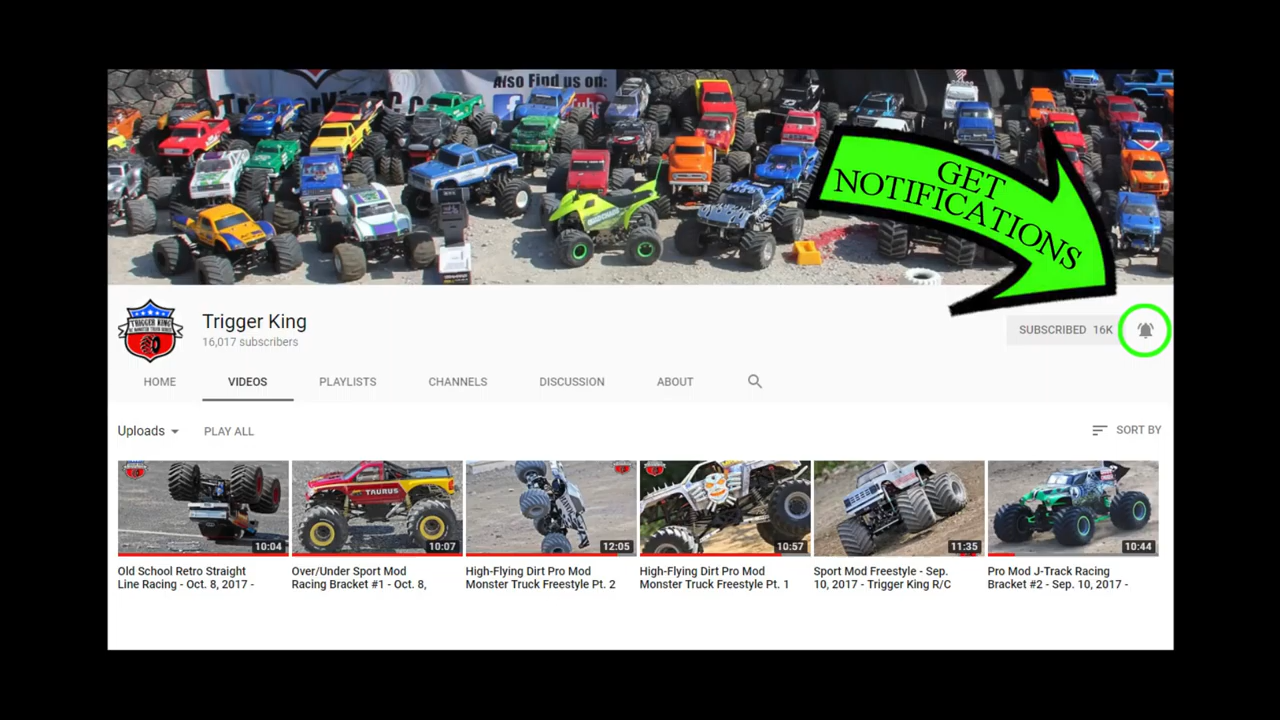 Also Find us on:
GET
NOTIFICATIONS
TRIGGER KING
Trigger King
16,017 subscribers
SUBSCRIBED 16K
HOME
VIDEOS
PLAYLISTS
CHANNELS
DISCUSSION
ABOUT
Uploads
PLAY ALL
SORT BY
TAURUS
10:04
10:07
12:05
10:57
11:35
10:44
Old School Retro Straight
Line Racing - Oct. 8, 2017 -
Over/Under Sport Mod
Racing Bracket #1 - Oct. 8,
High-Flying Dirt Pro Mod
Monster Truck Freestyle Pt. 2
High-Flying Dirt Pro Mod
Monster Truck Freestyle Pt. 1
Sport Mod Freestyle - Sep.
10, 2017 - Trigger King R/C
Pro Mod J-Track Racing
Bracket #2 - Sep. 10, 2017 -